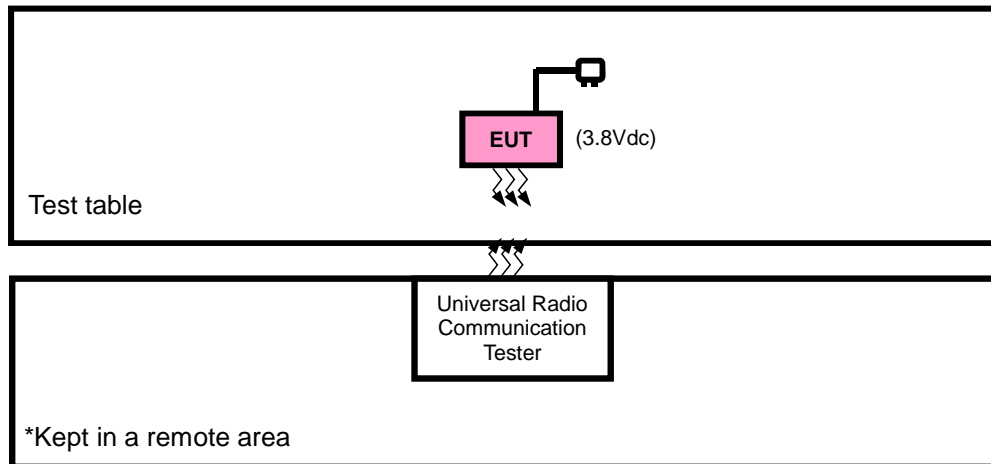 EUT (3.8Vdc)
Test table
Universal Radio
Communication
Tester
*Kept in a remote area